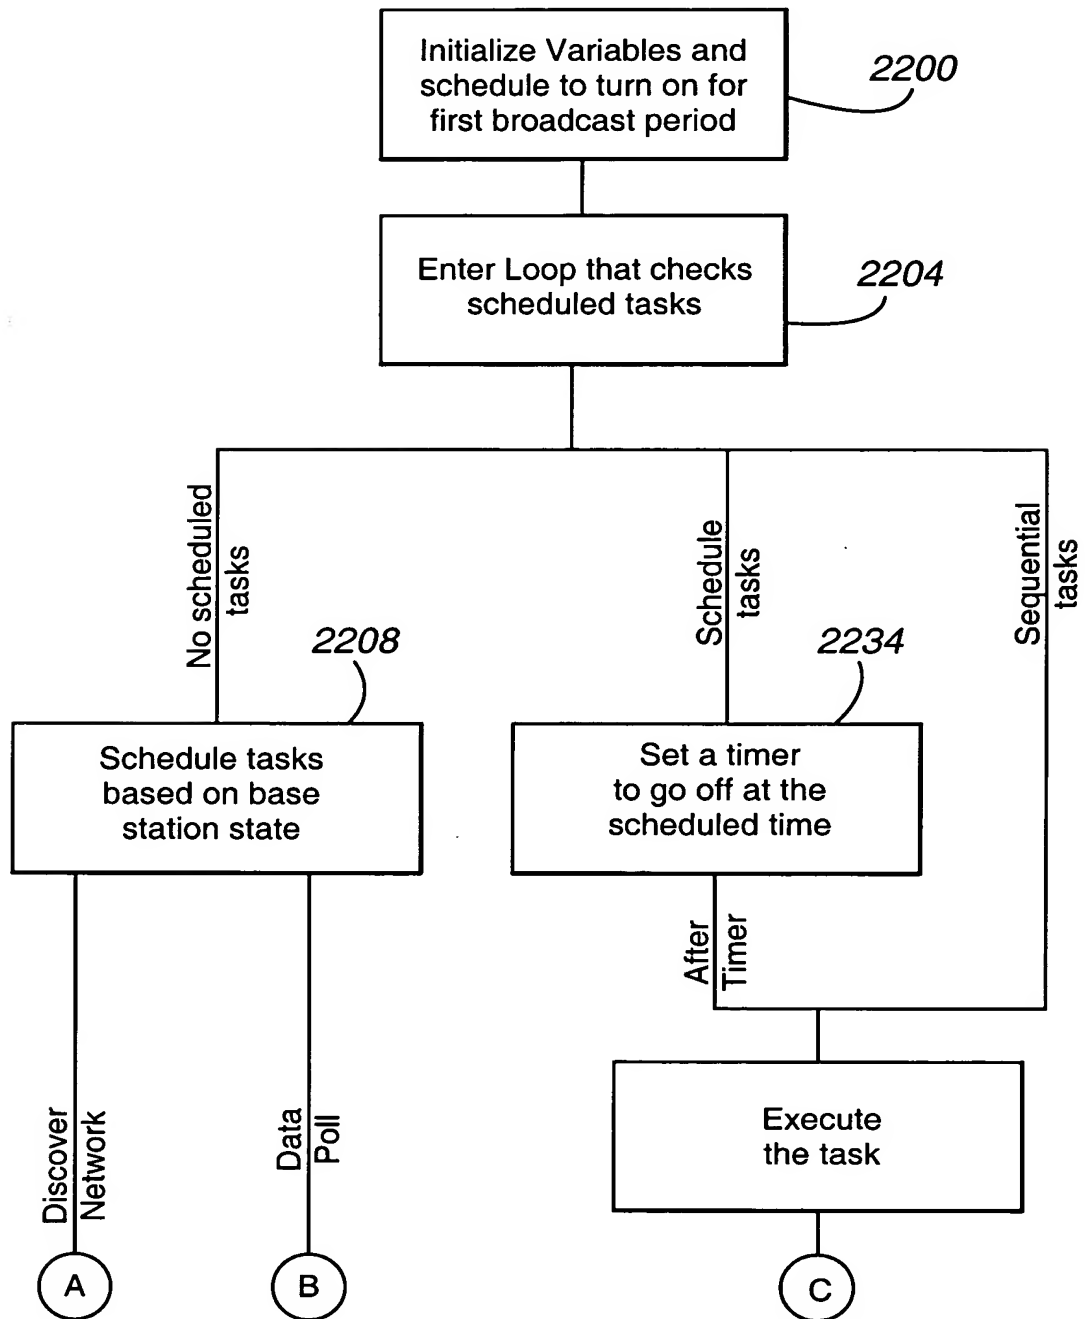 Initialize Variables and
schedule to turn on for
first broadcast period
2200
Enter Loop that checks
scheduled tasks
2204
No scheduled
tasks
Schedule
tasks
Sequential
tasks
2208
2234
Schedule tasks
based on base
station state
Set a timer
to go off at the
scheduled time
After
Timer
Discover
Network
Data
Poll
Execute
the task
A
B
C